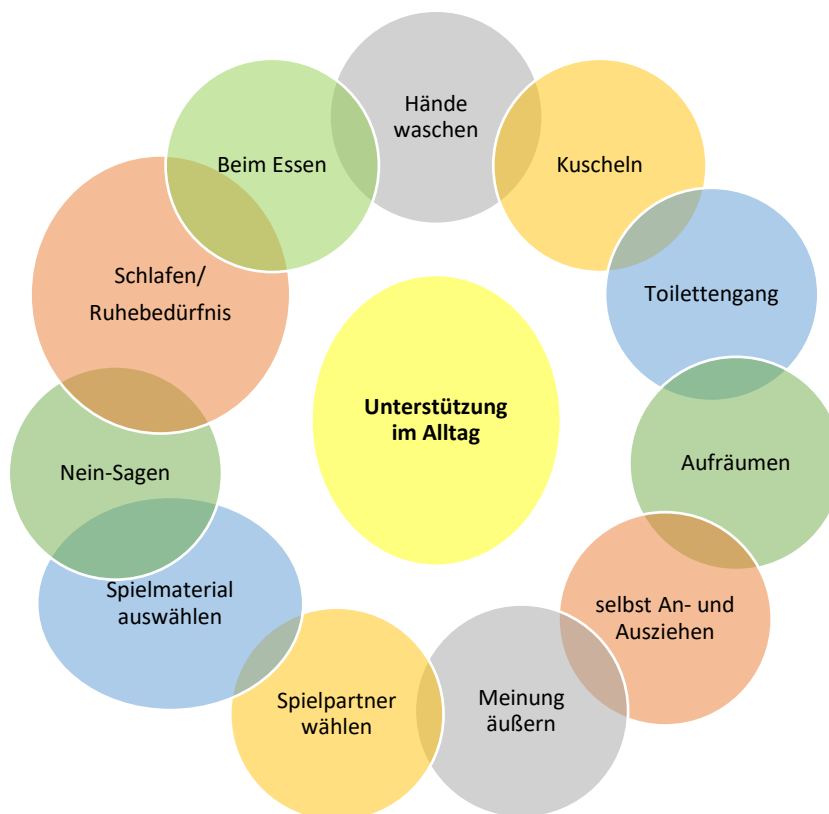 Hände
waschen
Kuscheln
Toilettengang
Aufräumen
selbst An- und
Ausziehen
Meinung
äußern
Spielpartner
wählen
Spielmaterial
auswählen
Nein-Sagen
Schlafen/
Ruhebedürfnis
Beim Essen
Unterstützung
im Alltag